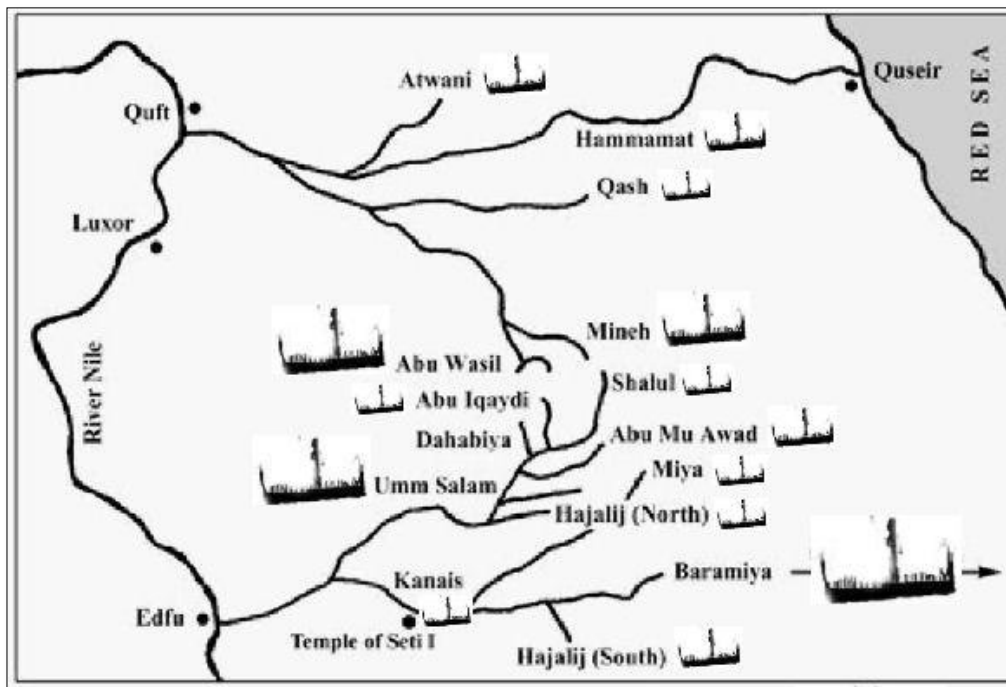 Atwani
Quseir
RED SEA
Quft
Hammamat
Qash
Luxor
Mineh
Abu Wasil
River Nile
Shalul
Abu Iqaydi
Dahabiya
Abu Mu Awad
Miya
Umm Salam
Hajalij (North)
Baramiya
Kanais
Edfu
Temple of Seti I
Hajalij (South)